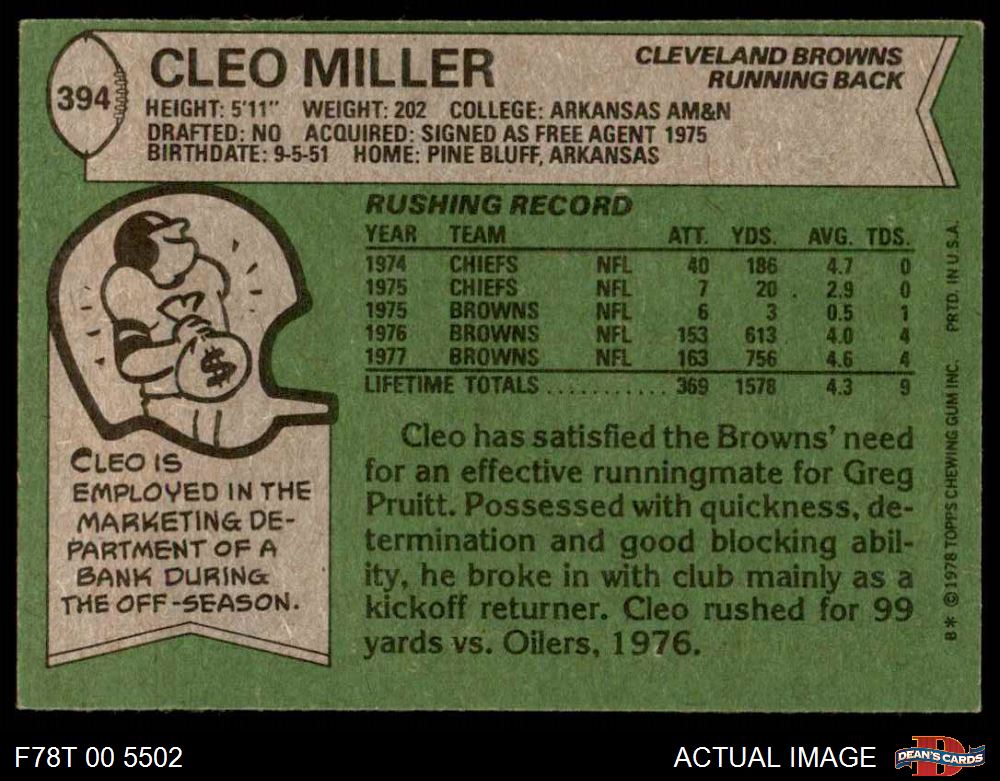 394
CLEO MILLER
CLEVELAND BROWNS
RUNNING BACK
HEIGHT: 5'11" WEIGHT: 202 COLLEGE: ARKANSAS AM&N
DRAFTED: NO ACQUIRED: SIGNED AS FREE AGENT 1975
BIRTHDATE: 9-5-51 HOME: PINE BLUFF, ARKANSAS
RUSHING RECORD
YEAR TEAM ATT. YDS. AVG. TDS.
1974 CHIEFS NFL 40 186 4.7 0
1975 CHIEFS NFL 7 20 2.9 0
1975 BROWNS NFL 6 3 0.5 1
1976 BROWNS NFL 153 613 4.0 4
1977 BROWNS NFL 163 756 4.6 4
LIFETIME TOTALS .......... 369 1578 4.3 9
$
CLEO IS
EMPLOYED IN THE
MARKETING DE-
PARTMENT OF A
BANK DURING
THE OFF-SEASON.
Cleo has satisfied the Browns' need
for an effective runningmate for Greg
Pruitt. Possessed with quickness, de-
termination and good blocking abil-
ity, he broke in with club mainly as a
kickoff returner. Cleo rushed for 99
yards vs. Oilers, 1976.
B* © 1978 TOPPS CHEWING GUM INC. PRTD. IN U.S.A.
F78T 00 5502
ACTUAL IMAGE
D
DEAN'S CARDS